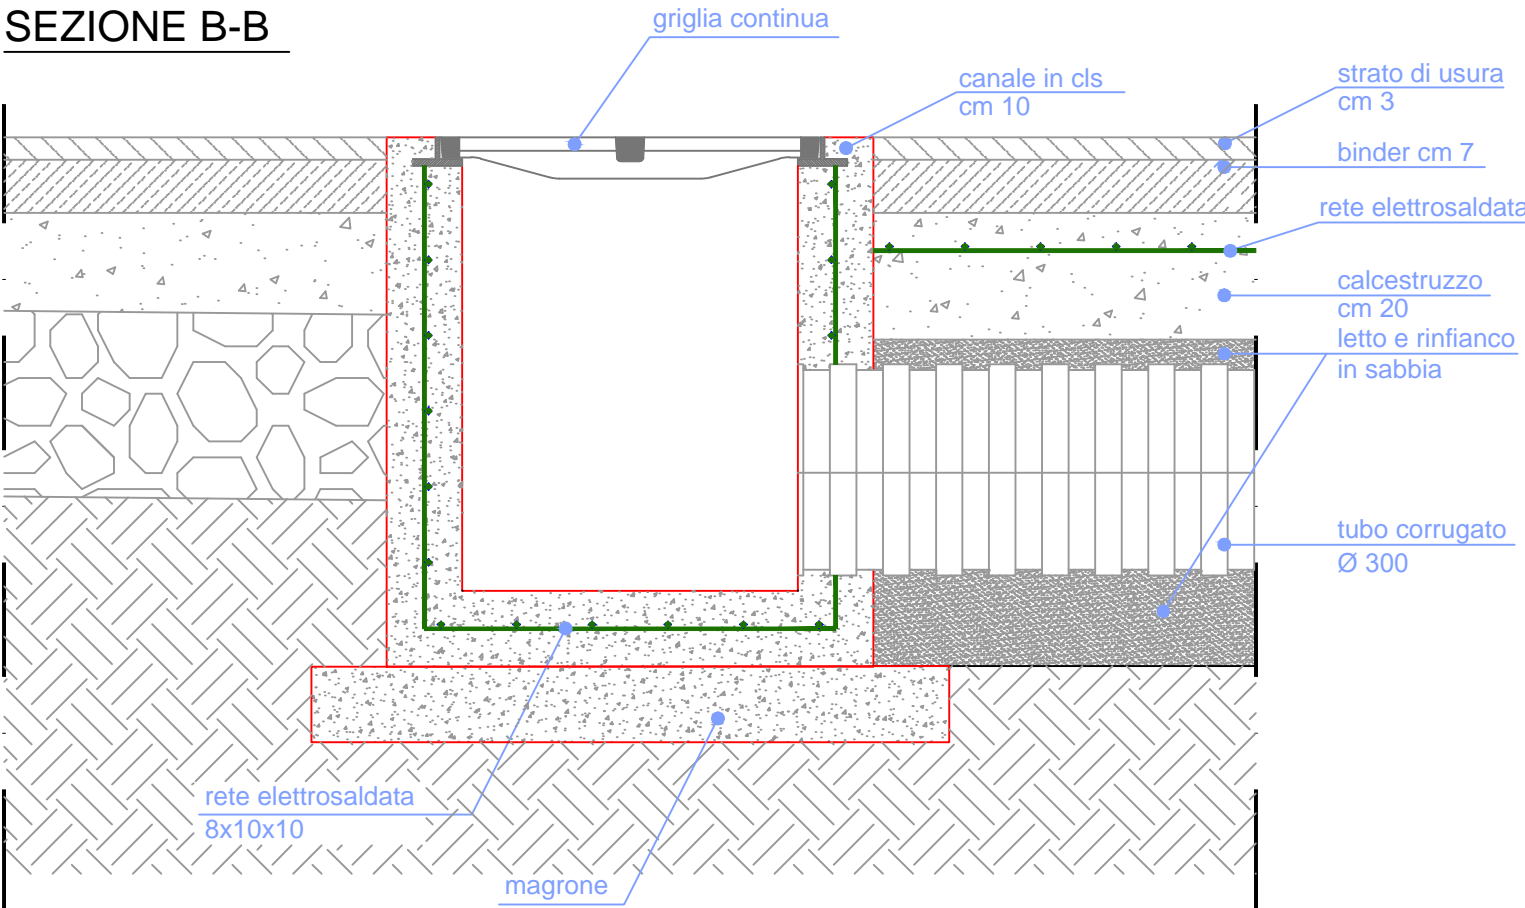 SEZIONE B-B
griglia continua
canale in cls
cm 10
strato di usura
cm 3
binder cm 7
rete elettrosaldata
calcestruzzo
cm 20
letto e rinfianco
in sabbia
tubo corrugato
Ø 300
rete elettrosaldata
8x10x10
magrone